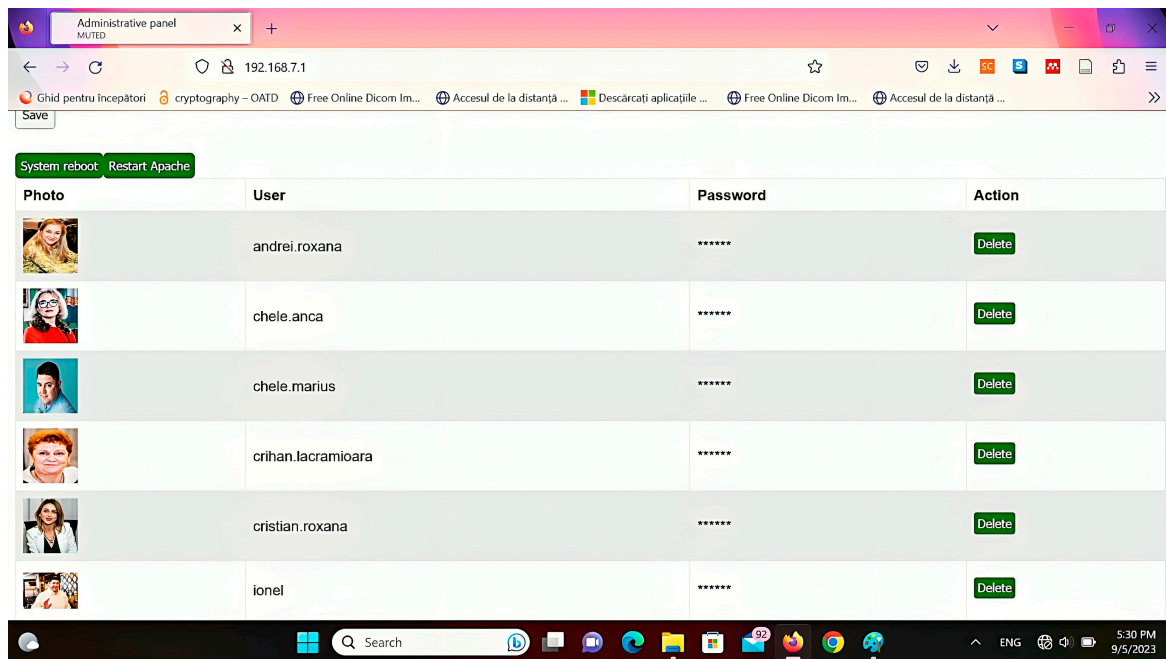 Administrative panel
MUTED
192.168.7.1
SC S
Ghid pentru începători cryptography – OATD Free Online Dicom Im... Accesul de la distanță ... Descărcați aplicațiile ... Free Online Dicom Im... Accesul de la distanță ...
Save
System reboot Restart Apache
Photo User Password Action
andrei.roxana ****** Delete
chele.anca ****** Delete
chele.marius ****** Delete
crihan.lacramioara ****** Delete
cristian.roxana ****** Delete
ionel ****** Delete
Search 92 ENG 5:30 PM
9/5/2023